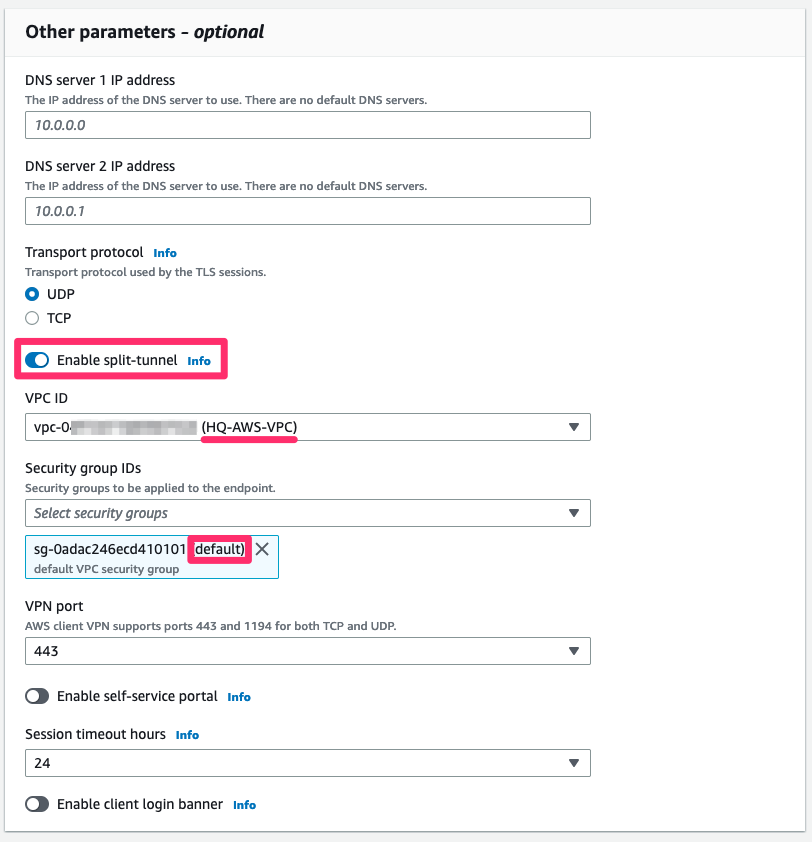 Other parameters - optional
DNS server 1 IP address
The IP address of the DNS server to use. There are no default DNS servers.
10.0.0.0
DNS server 2 IP address
The IP address of the DNS server to use. There are no default DNS servers.
10.0.0.1
Transport protocol Info
Transport protocol used by the TLS sessions.
UDP
TCP
Enable split-tunnel Info
VPC ID
vpc-0 (HQ-AWS-VPC)
Security group IDs
Security groups to be applied to the endpoint.
Select security groups
sg-0adac246ecd410101 default)
default VPC security group
VPN port
AWS client VPN supports ports 443 and 1194 for both TCP and UDP.
443
Enable self-service portal Info
Session timeout hours Info
24
Enable client login banner Info